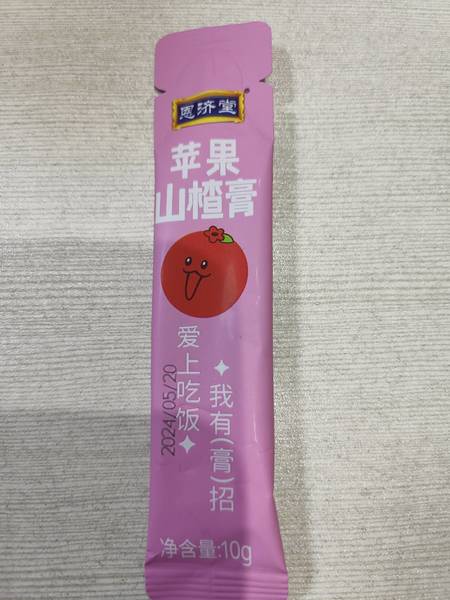 恩济堂
苹果
山楂膏
爱上吃饭
我有(膏)招
2024/05/20
净含量:10g